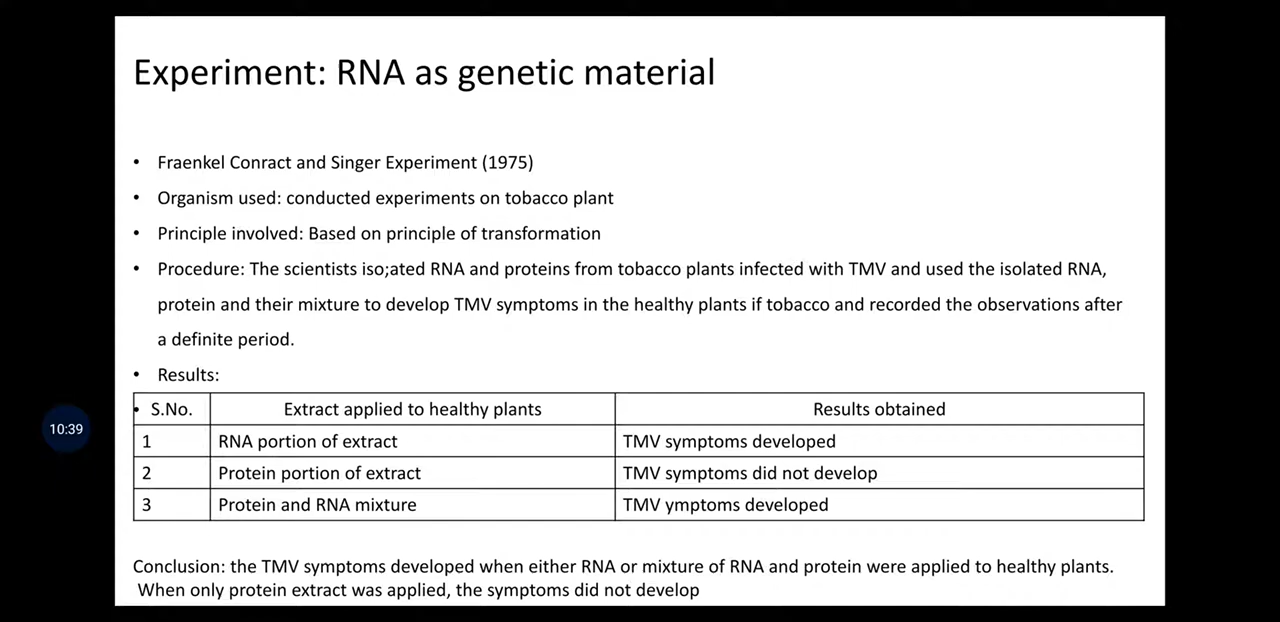 Experiment: RNA as genetic material
• Fraenkel Conract and Singer Experiment (1975)
• Organism used: conducted experiments on tobacco plant
• Principle involved: Based on principle of transformation
• Procedure: The scientists iso;ated RNA and proteins from tobacco plants infected with TMV and used the isolated RNA,
protein and their mixture to develop TMV symptoms in the healthy plants if tobacco and recorded the observations after
a definite period.
• Results:
• S.No. Extract applied to healthy plants Results obtained
10:39
1 RNA portion of extract TMV symptoms developed
2 Protein portion of extract TMV symptoms did not develop
3 Protein and RNA mixture TMV ymptoms developed
Conclusion: the TMV symptoms developed when either RNA or mixture of RNA and protein were applied to healthy plants.
When only protein extract was applied, the symptoms did not develop